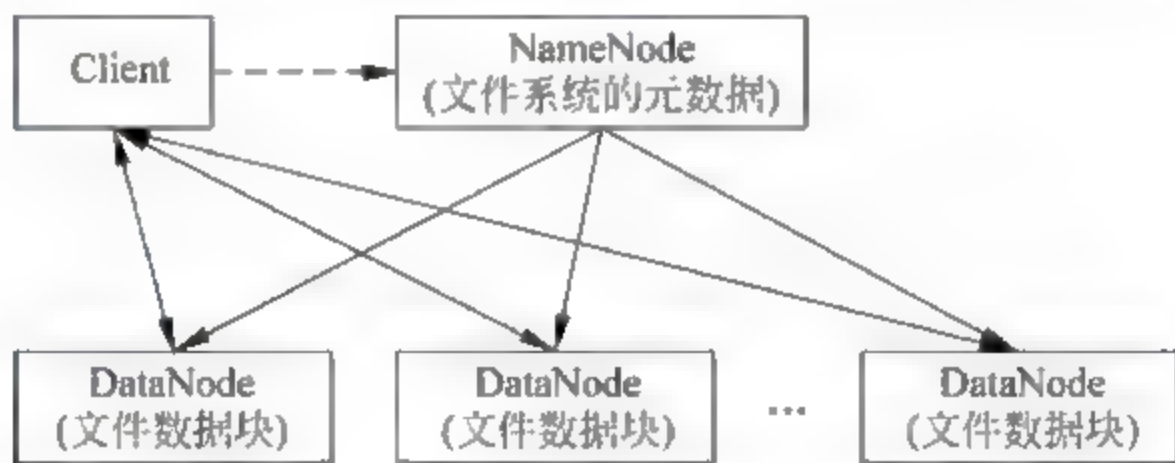 Client
NameNode
(文件系统的元数据)
DataNode
(文件数据块)
DataNode
(文件数据块)
...
DataNode
(文件数据块)